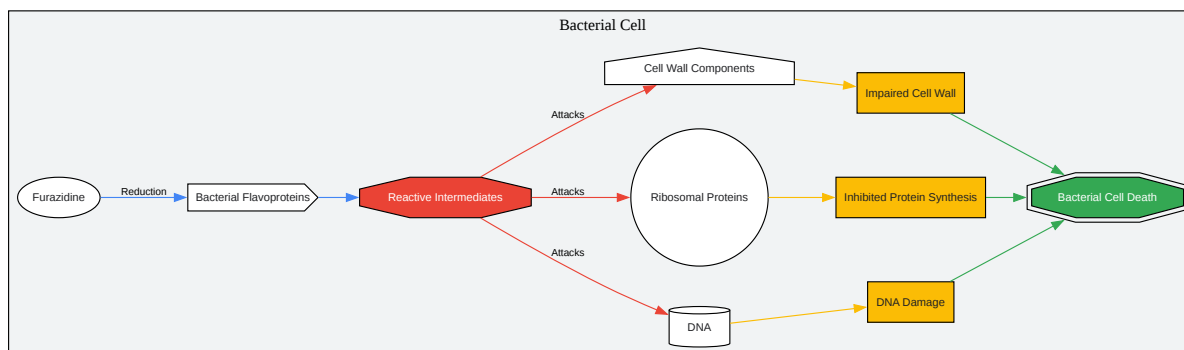 Bacterial Cell
Cell Wall Components
Impaired Cell Wall
Attacks
Furazidine
Reduction
Bacterial Flavoproteins
Reactive Intermediates
Attacks
Ribosomal Proteins
Inhibited Protein Synthesis
Bacterial Cell Death
Attacks
DNA
DNA Damage